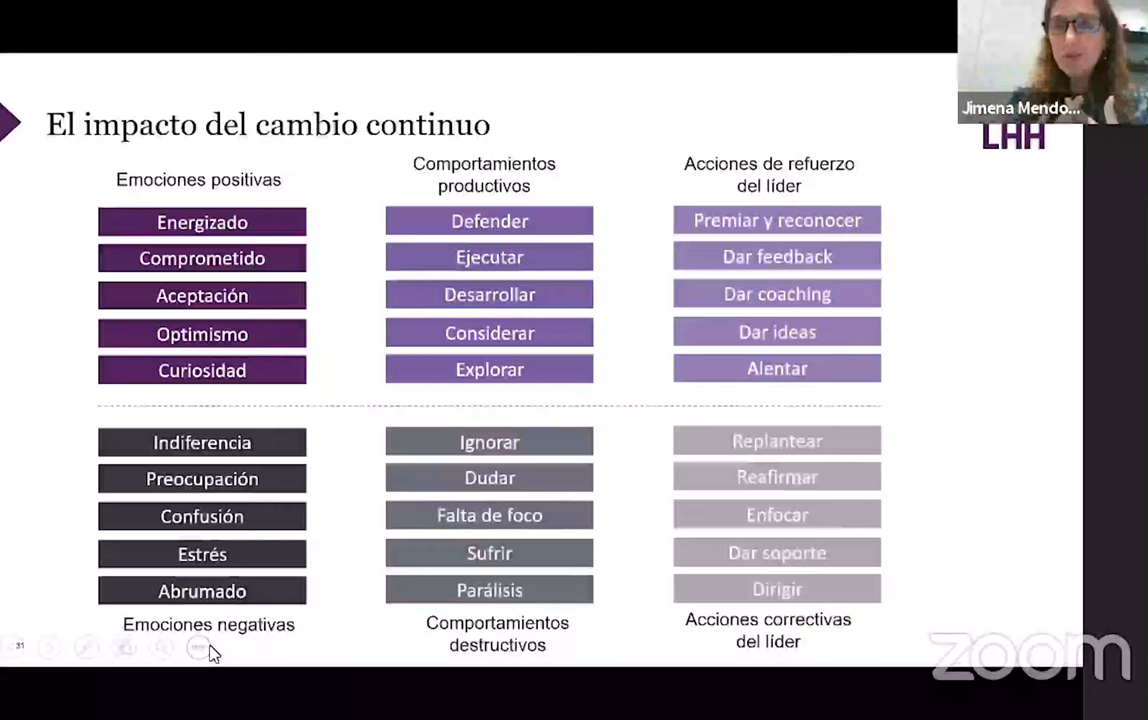 Jimena Mendo...
LHH
El impacto del cambio continuo
Emociones positivas
Comportamientos
productivos
Acciones de refuerzo
del líder
Energizado
Defender
Premiar y reconocer
Comprometido
Ejecutar
Dar feedback
Aceptación
Desarrollar
Dar coaching
Optimismo
Considerar
Dar ideas
Curiosidad
Explorar
Alentar
Indiferencia
Ignorar
Replantear
Preocupación
Dudar
Reafirmar
Confusión
Falta de foco
Enfocar
Estrés
Sufrir
Dar soporte
Abrumado
Parálisis
Dirigir
Emociones negativas
Comportamientos
destructivos
Acciones correctivas
del líder
31
zoom